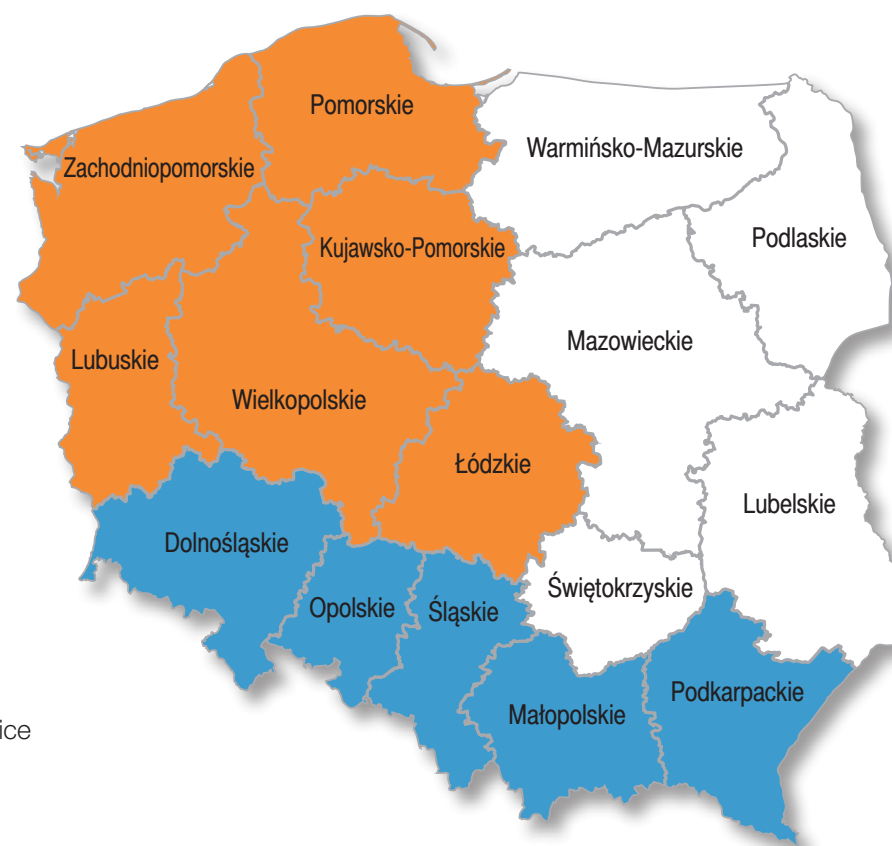 Pomorskie
Warmińsko-Mazurskie
Zachodniopomorskie
Kujawsko-Pomorskie
Podlaskie
Mazowieckie
Lubuskie
Wielkopolskie
Łódzkie
Lubelskie
Dolnośląskie
Świętokrzyskie
Opolskie
Śląskie
Podkarpackie
Małopolskie
ice